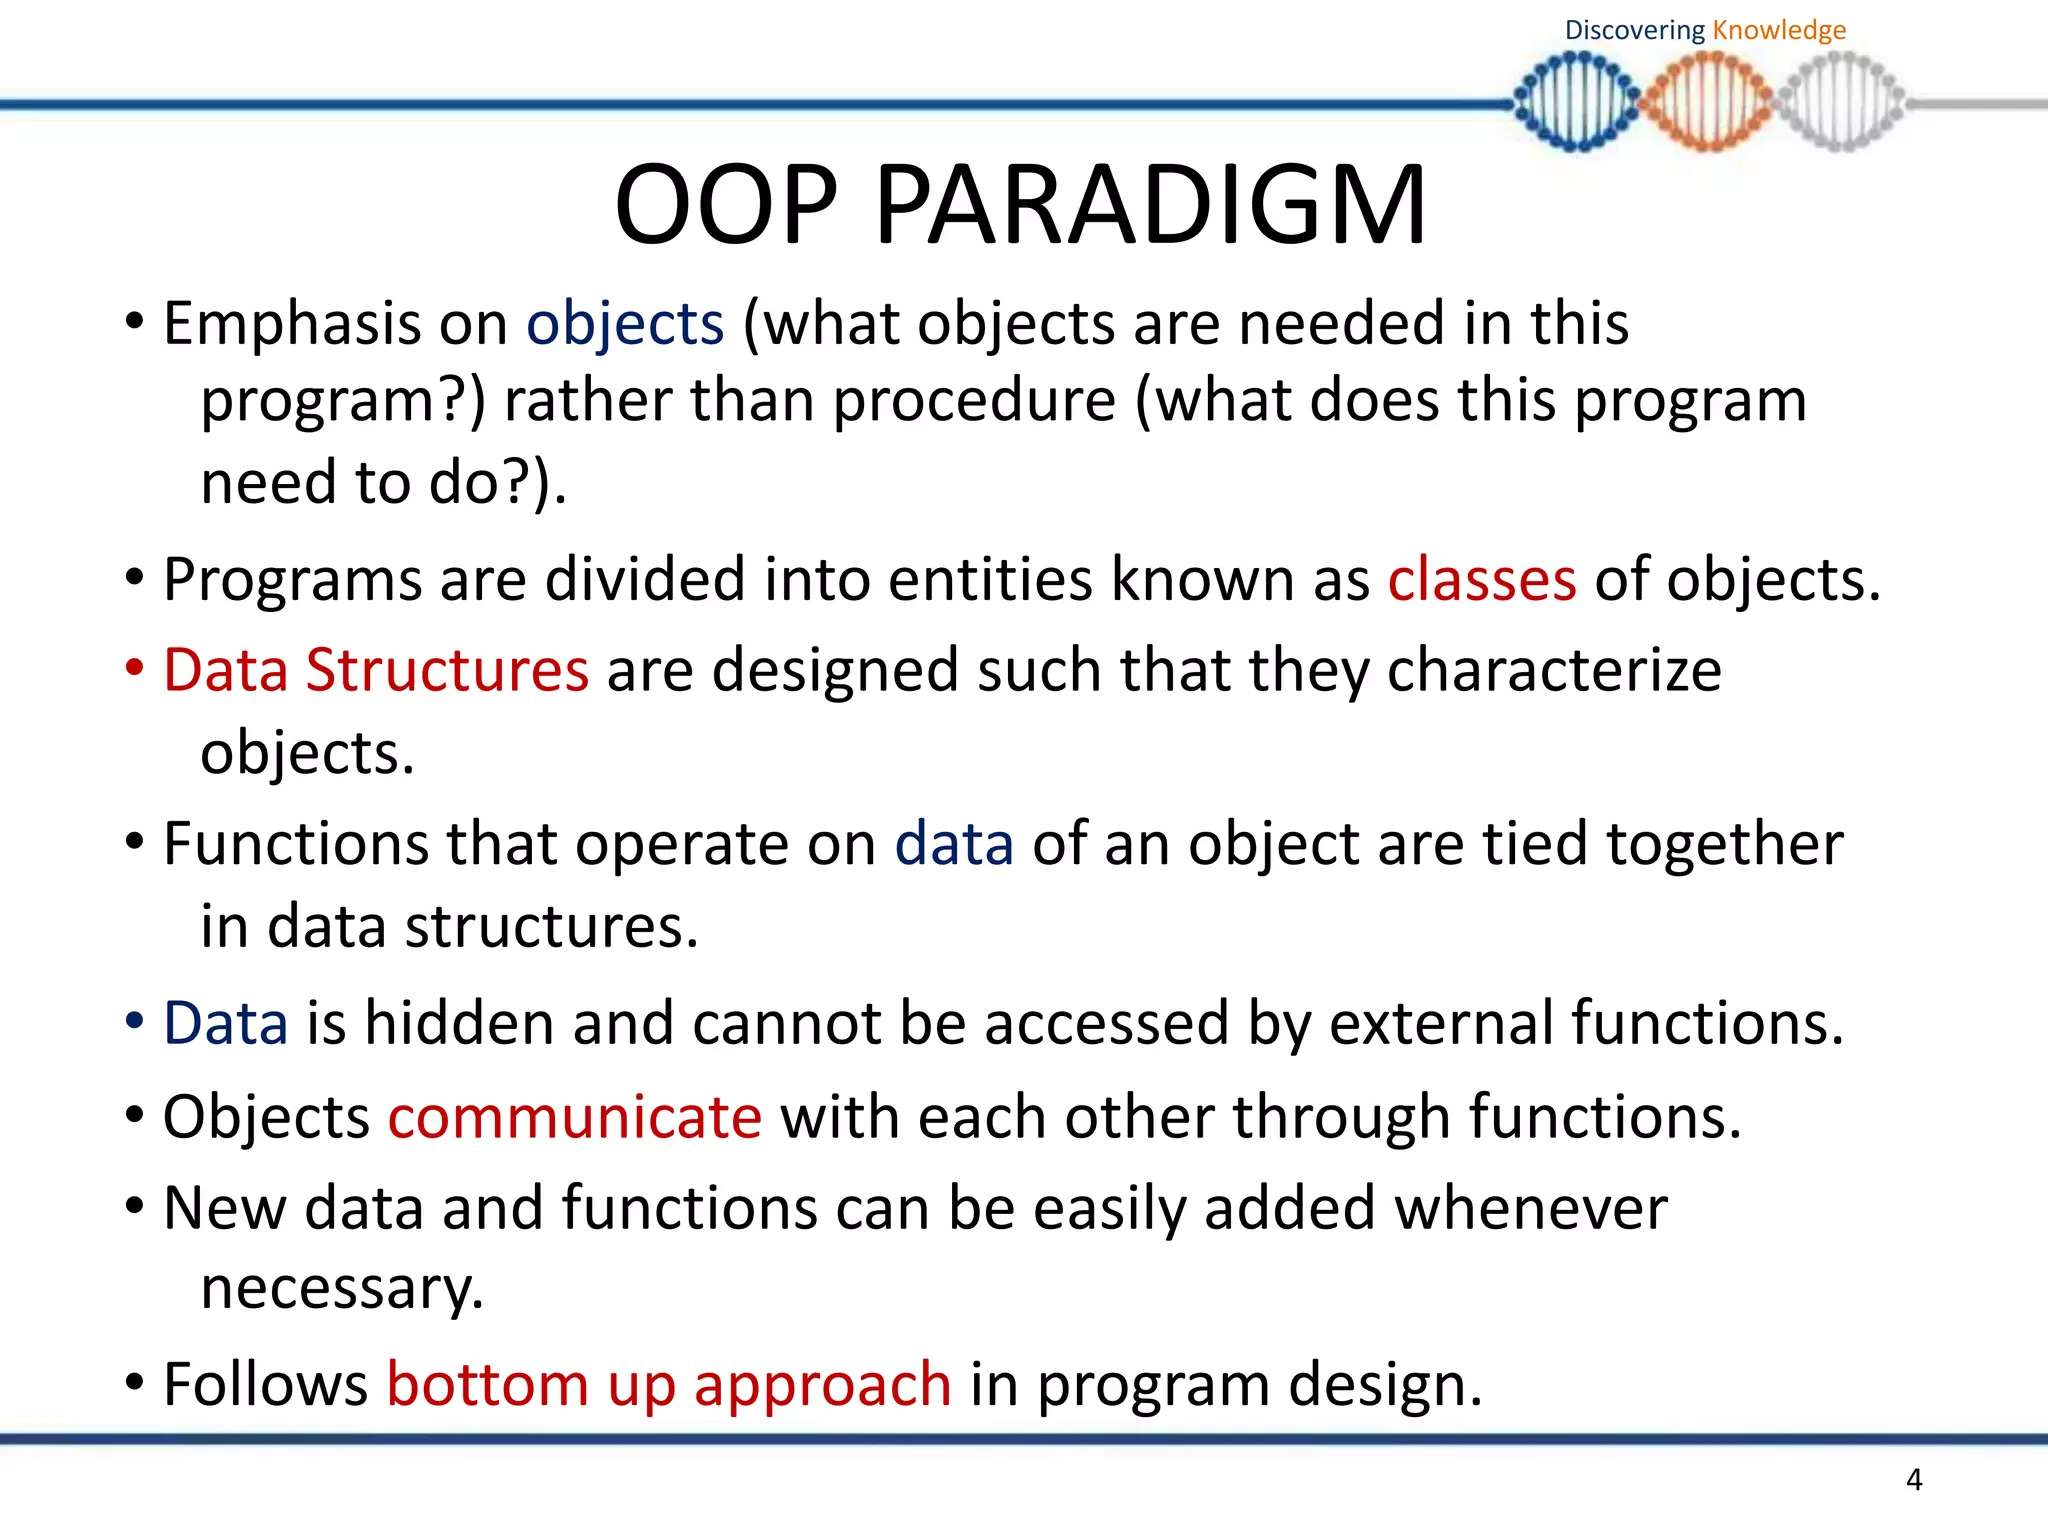 Discovering Knowledge
OOP PARADIGM
• Emphasis on objects (what objects are needed in this
program?) rather than procedure (what does this program
need to do?).
• Programs are divided into entities known as classes of objects.
• Data Structures are designed such that they characterize
objects.
• Functions that operate on data of an object are tied together
in data structures.
• Data is hidden and cannot be accessed by external functions.
• Objects communicate with each other through functions.
• New data and functions can be easily added whenever
necessary.
• Follows bottom up approach in program design.
4